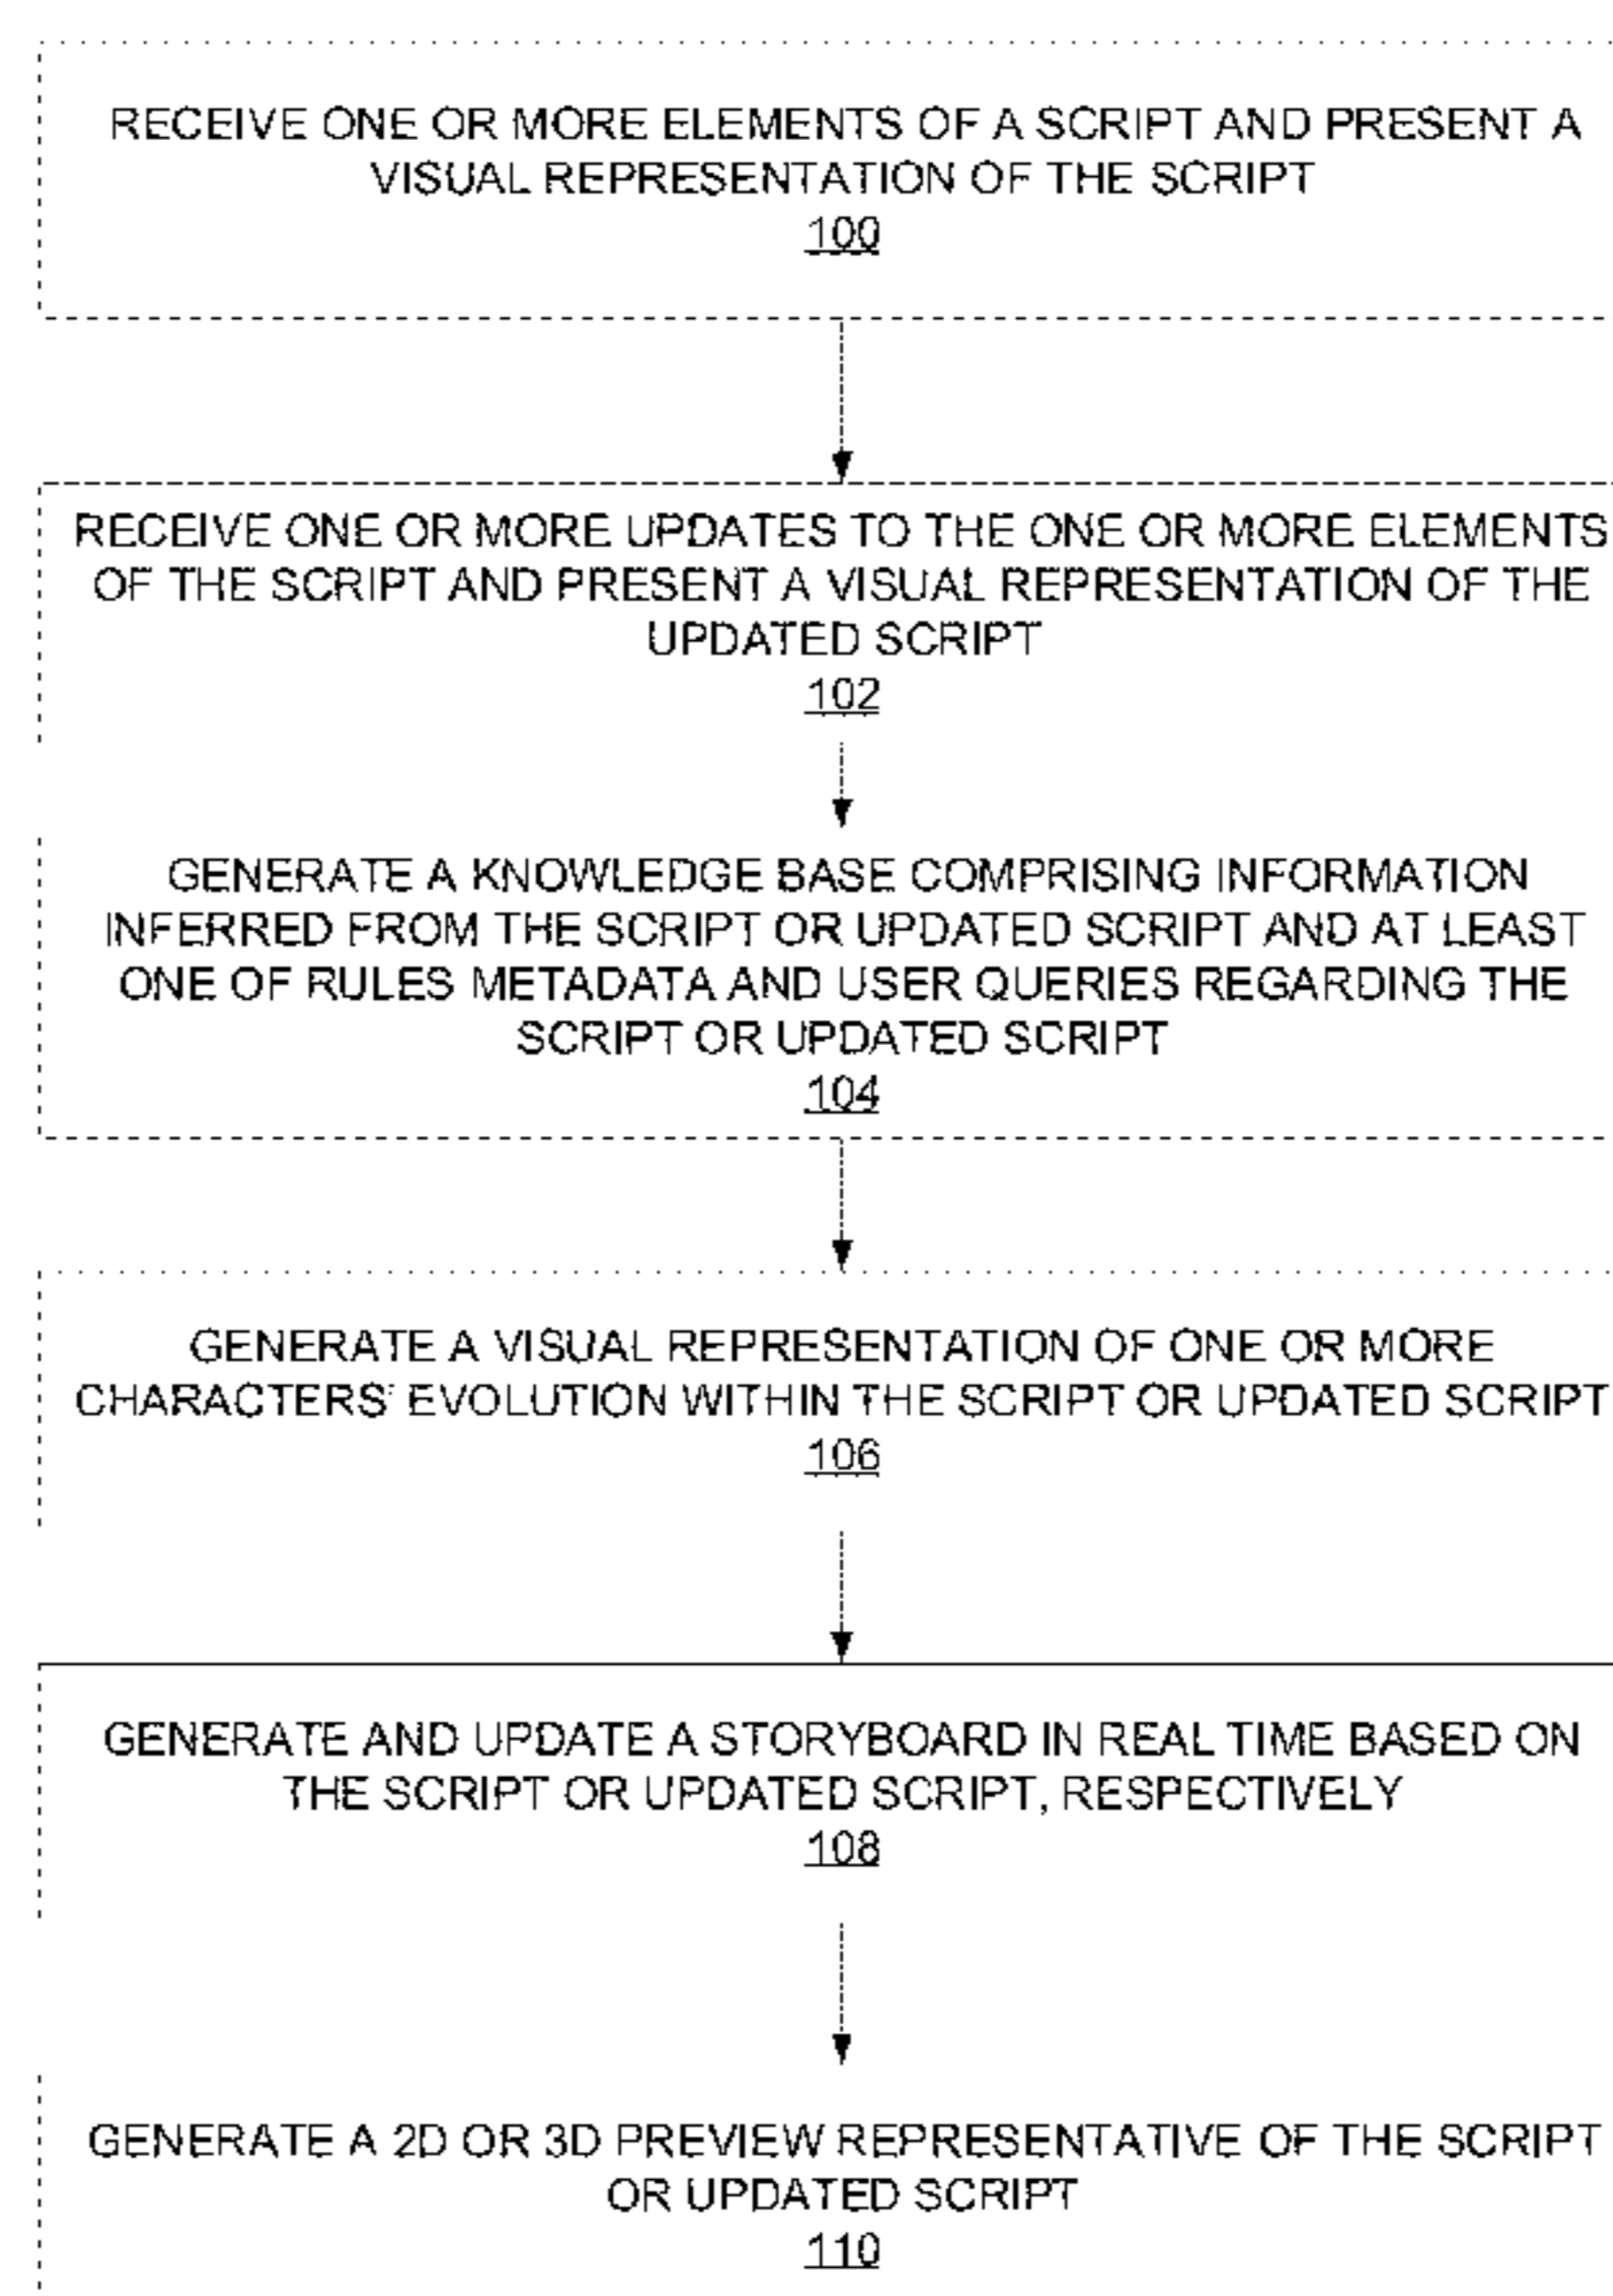 RECEIVE ONE OR MORE ELEMENTS OF A SCRIPT AND PRESENT A
VISUAL REPRESENTATION OF THE SCRIPT
100
RECEIVE ONE OR MORE UPDATES TO THE ONE OR MORE ELEMENTS
OF THE SCRIPT AND PRESENT A VISUAL REPRESENTATION OF THE
UPDATED SCRIPT
102
GENERATE A KNOWLEDGE BASE COMPRISING INFORMATION
INFERRED FROM THE SCRIPT OR UPDATED SCRIPT AND AT LEAST
ONE OF RULES METADATA AND USER QUERIES REGARDING THE
SCRIPT OR UPDATED SCRIPT
104
GENERATE A VISUAL REPRESENTATION OF ONE OR MORE
CHARACTERS' EVOLUTION WITHIN THE SCRIPT OR UPDATED SCRIPT
106
GENERATE AND UPDATE A STORYBOARD IN REAL TIME BASED ON
THE SCRIPT OR UPDATED SCRIPT, RESPECTIVELY
108
GENERATE A 2D OR 3D PREVIEW REPRESENTATIVE OF THE SCRIPT
OR UPDATED SCRIPT
110